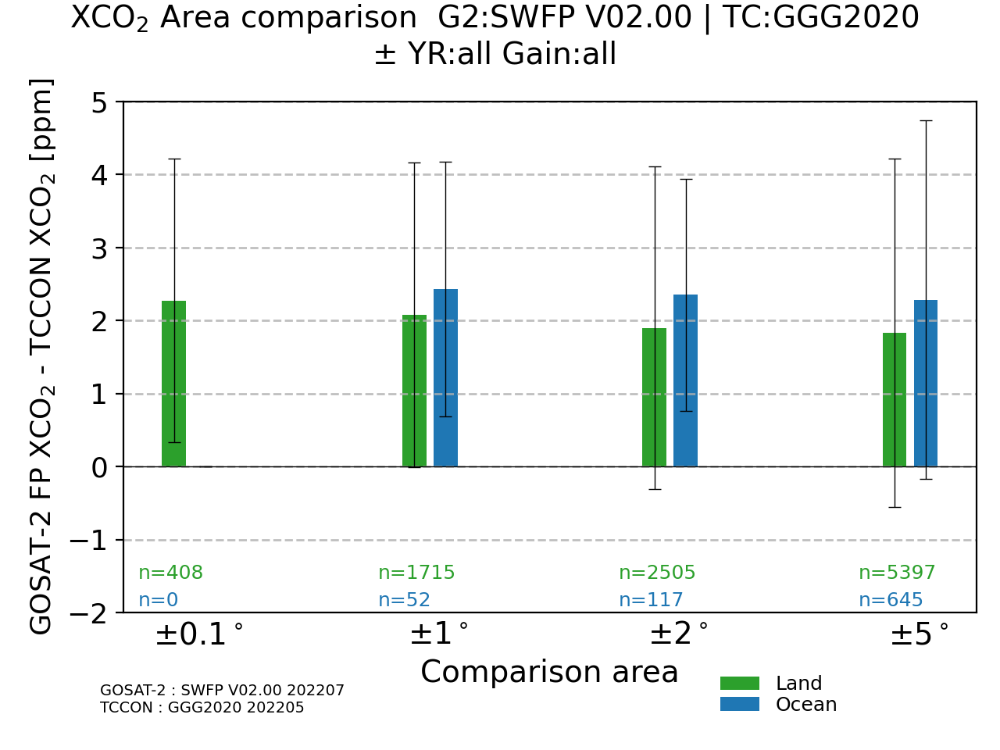 XCO₂ Area comparison  G2:SWFP V02.00 | TC:GGG2020
± YR:all Gain:all
GOSAT-2 FP XCO₂ - TCCON XCO₂ [ppm]
5
4
3
2
1
0
−1
−2
n=408
n=1715
n=2505
n=5397
n=0
n=52
n=117
n=645
±0.1°
±1°
±2°
±5°
Comparison area
GOSAT-2 : SWFP V02.00 202207
TCCON : GGG2020 202205
Land
Ocean